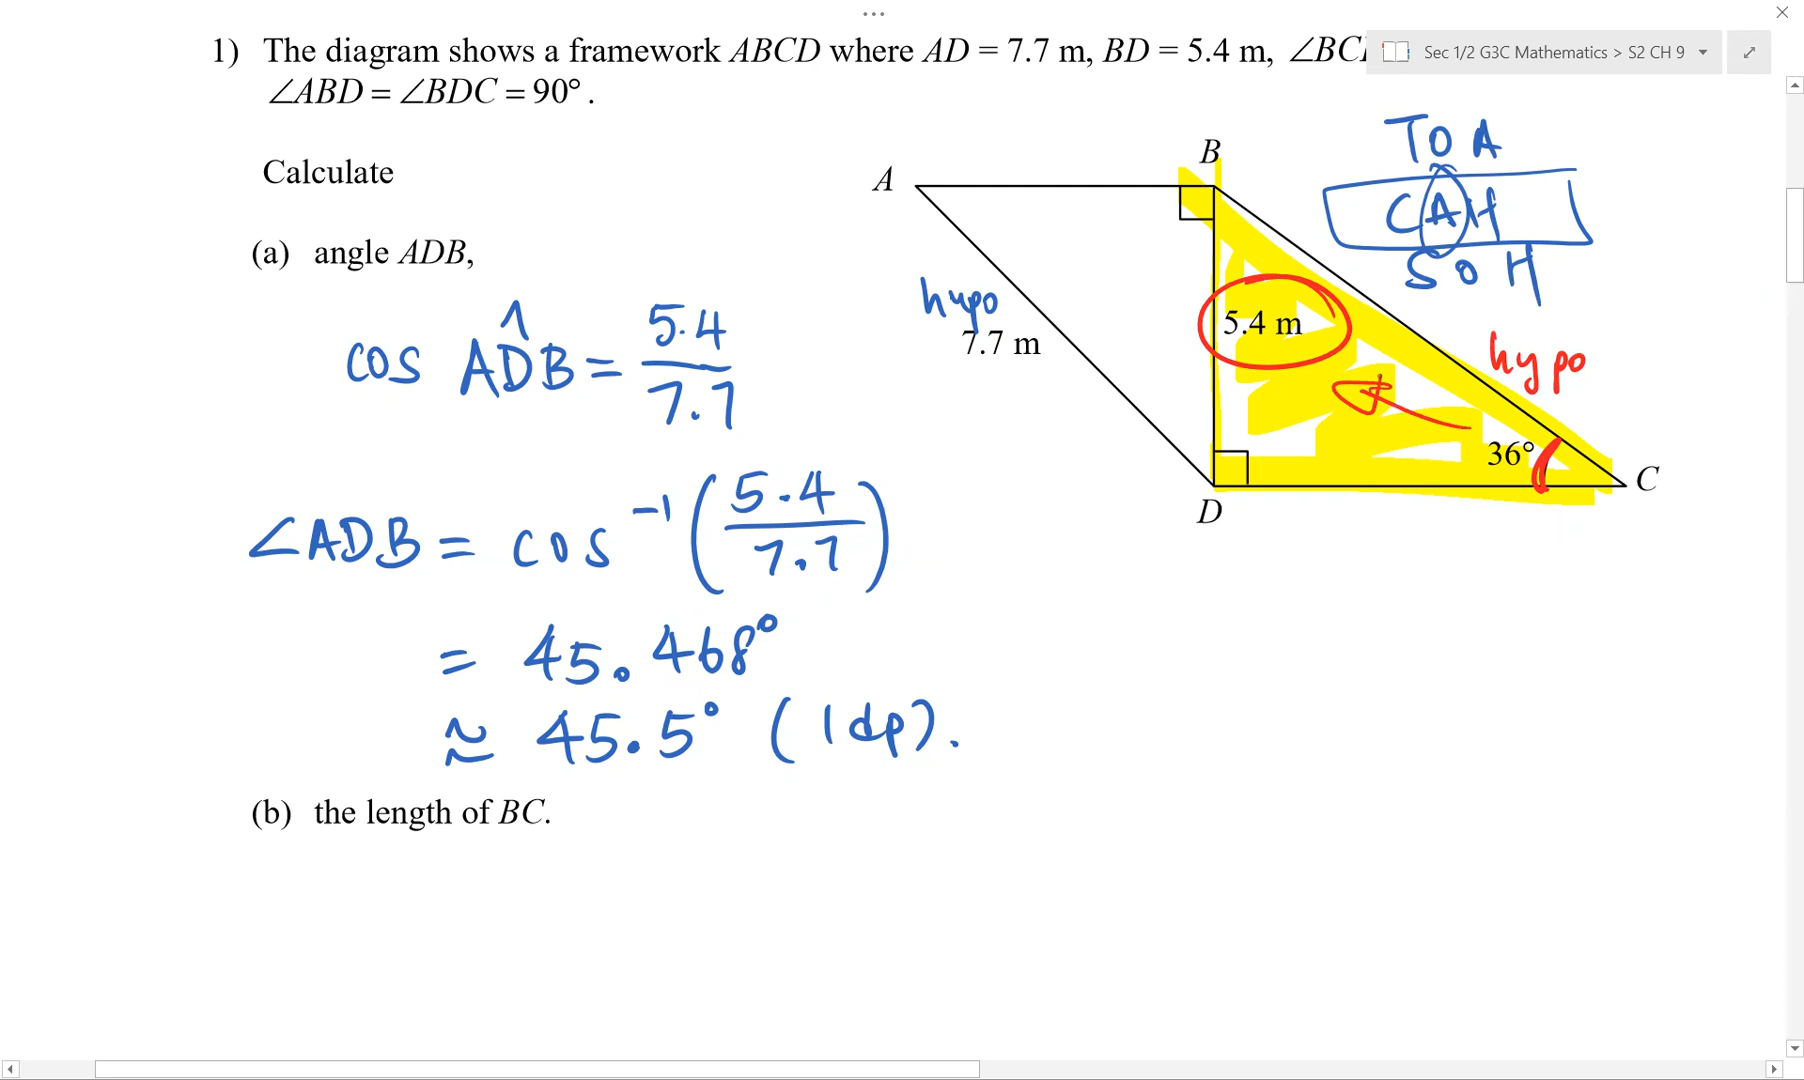 1) The diagram shows a framework ABCD where AD = 7.7 m, BD = 5.4 m, ∠BC
Sec 1/2 G3C Mathematics > S2 CH 9
∠ABD = ∠BDC = 90°.
Calculate
(a) angle ADB,
cos AD̂B = 5.4/7.7
∠ADB = cos⁻¹(5.4/7.7)
= 45.468°
≈ 45.5° (1dp).
(b) the length of BC.
A
B
hypo
7.7 m
5.4 m
hypo
36°
C
D
TOA
CAH
SOH